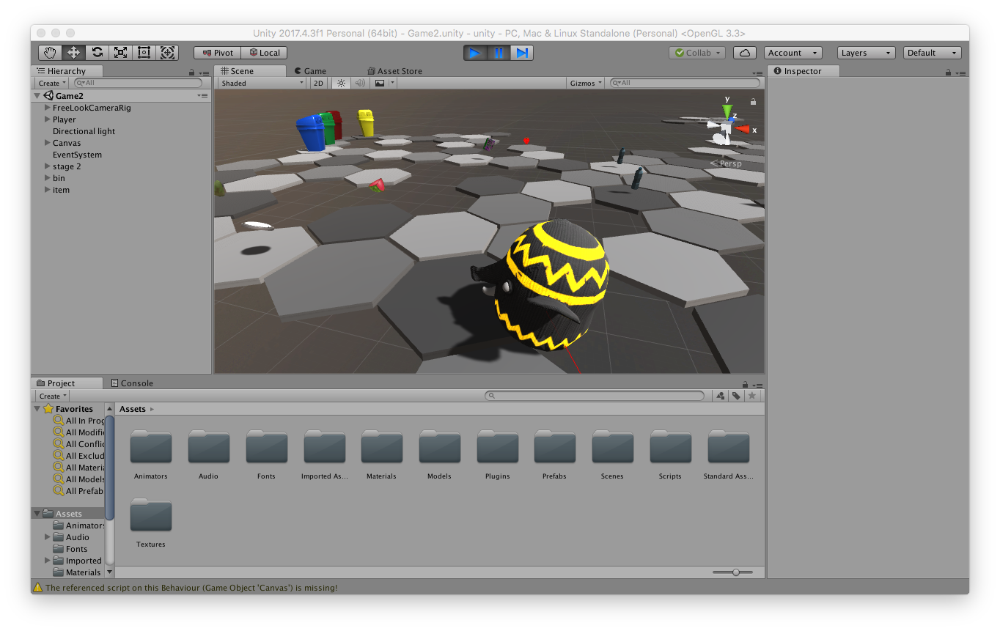 Unity 2017.4.3f1 Personal (64bit) - Game2.unity - unity - PC, Mac & Linux Standalone (Personal) <OpenGL 3.3>
Pivot Local Collab Account Layers Default
Hierarchy
Create All
Game2
FreeLookCameraRig
Player
Directional light
Canvas
EventSystem
stage 2
bin
item
Scene Game Asset Store
Shaded 2D Gizmos All
y
z
x
Persp
Inspector
Project Console
Create
Favorites
All In Prog
All Modifi
All Conflic
All Exclud
All Materia
All Models
All Prefab
Assets
Animators
Audio
Fonts
Imported
Materials
Assets
Animators Audio Fonts Imported As... Materials Models Plugins Prefabs Scenes Scripts Standard Ass...
Textures
The referenced script on this Behaviour (Game Object 'Canvas') is missing!